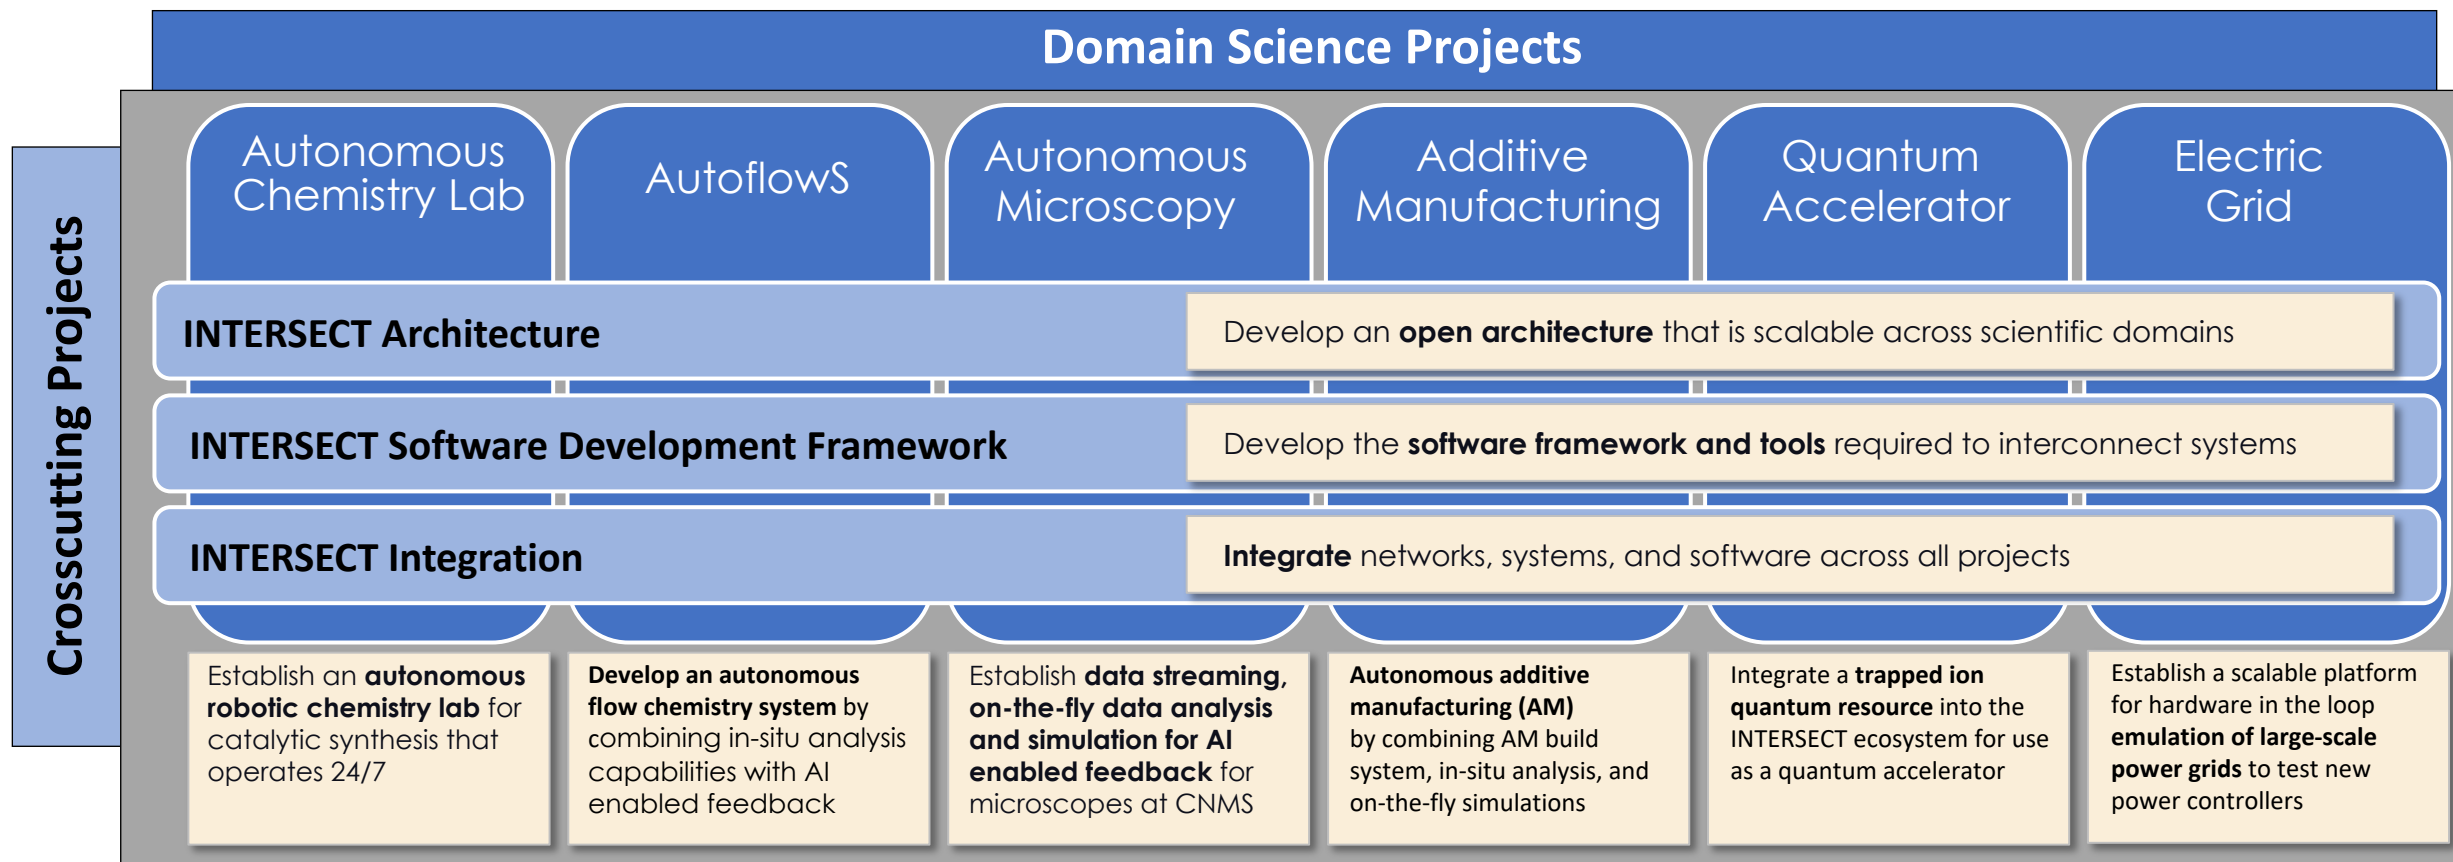 Domain Science Projects
Crosscutting Projects
Autonomous
Chemistry Lab
AutoflowS
Autonomous
Microscopy
Additive
Manufacturing
Quantum
Accelerator
Electric
Grid
INTERSECT Architecture
Develop an open architecture that is scalable across scientific domains
INTERSECT Software Development Framework
Develop the software framework and tools required to interconnect systems
INTERSECT Integration
Integrate networks, systems, and software across all projects
Establish an autonomous
robotic chemistry lab for
catalytic synthesis that
operates 24/7
Develop an autonomous
flow chemistry system by
combining in-situ analysis
capabilities with AI
enabled feedback
Establish data streaming,
on-the-fly data analysis
and simulation for AI
enabled feedback for
microscopes at CNMS
Autonomous additive
manufacturing (AM)
by combining AM build
system, in-situ analysis, and
on-the-fly simulations
Integrate a trapped ion
quantum resource into the
INTERSECT ecosystem for use
as a quantum accelerator
Establish a scalable platform
for hardware in the loop
emulation of large-scale
power grids to test new
power controllers